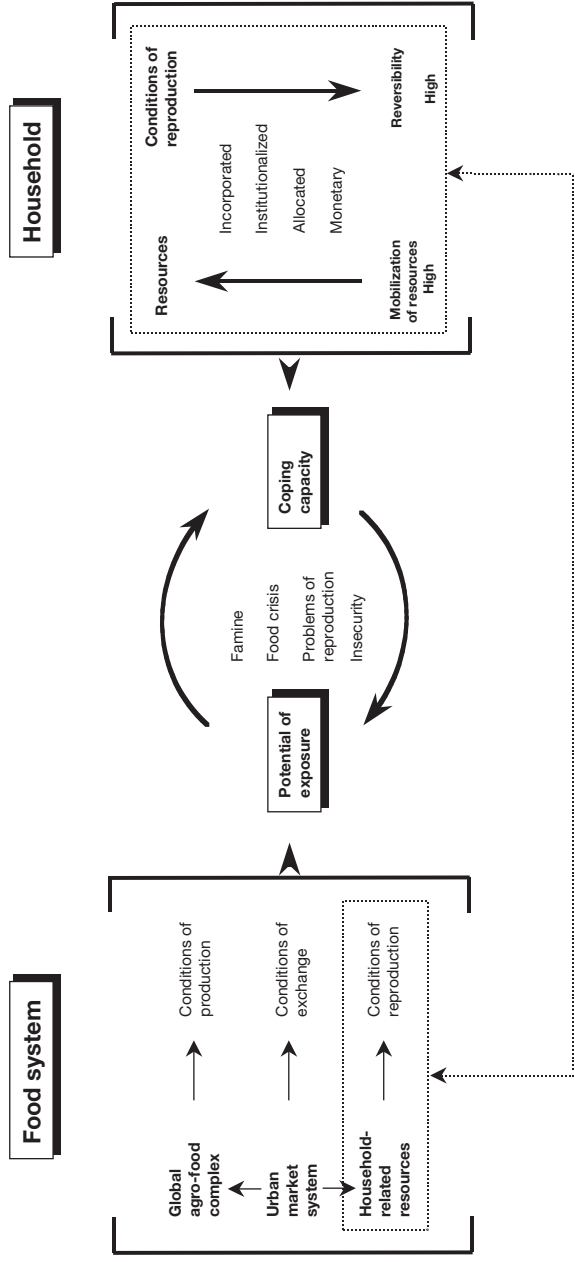 Food system
Global
agro-food
complex
Conditions of
production
Urban
market
system
Conditions of
exchange
Household-
related
resources
Conditions of
reproduction
Potential of
exposure
Famine
Food crisis
Problems of
reproduction
Insecurity
Coping
capacity
Household
Resources
Conditions of
reproduction
Incorporated
Institutionalized
Allocated
Monetary
Mobilization
of resources
High
Reversibility
High